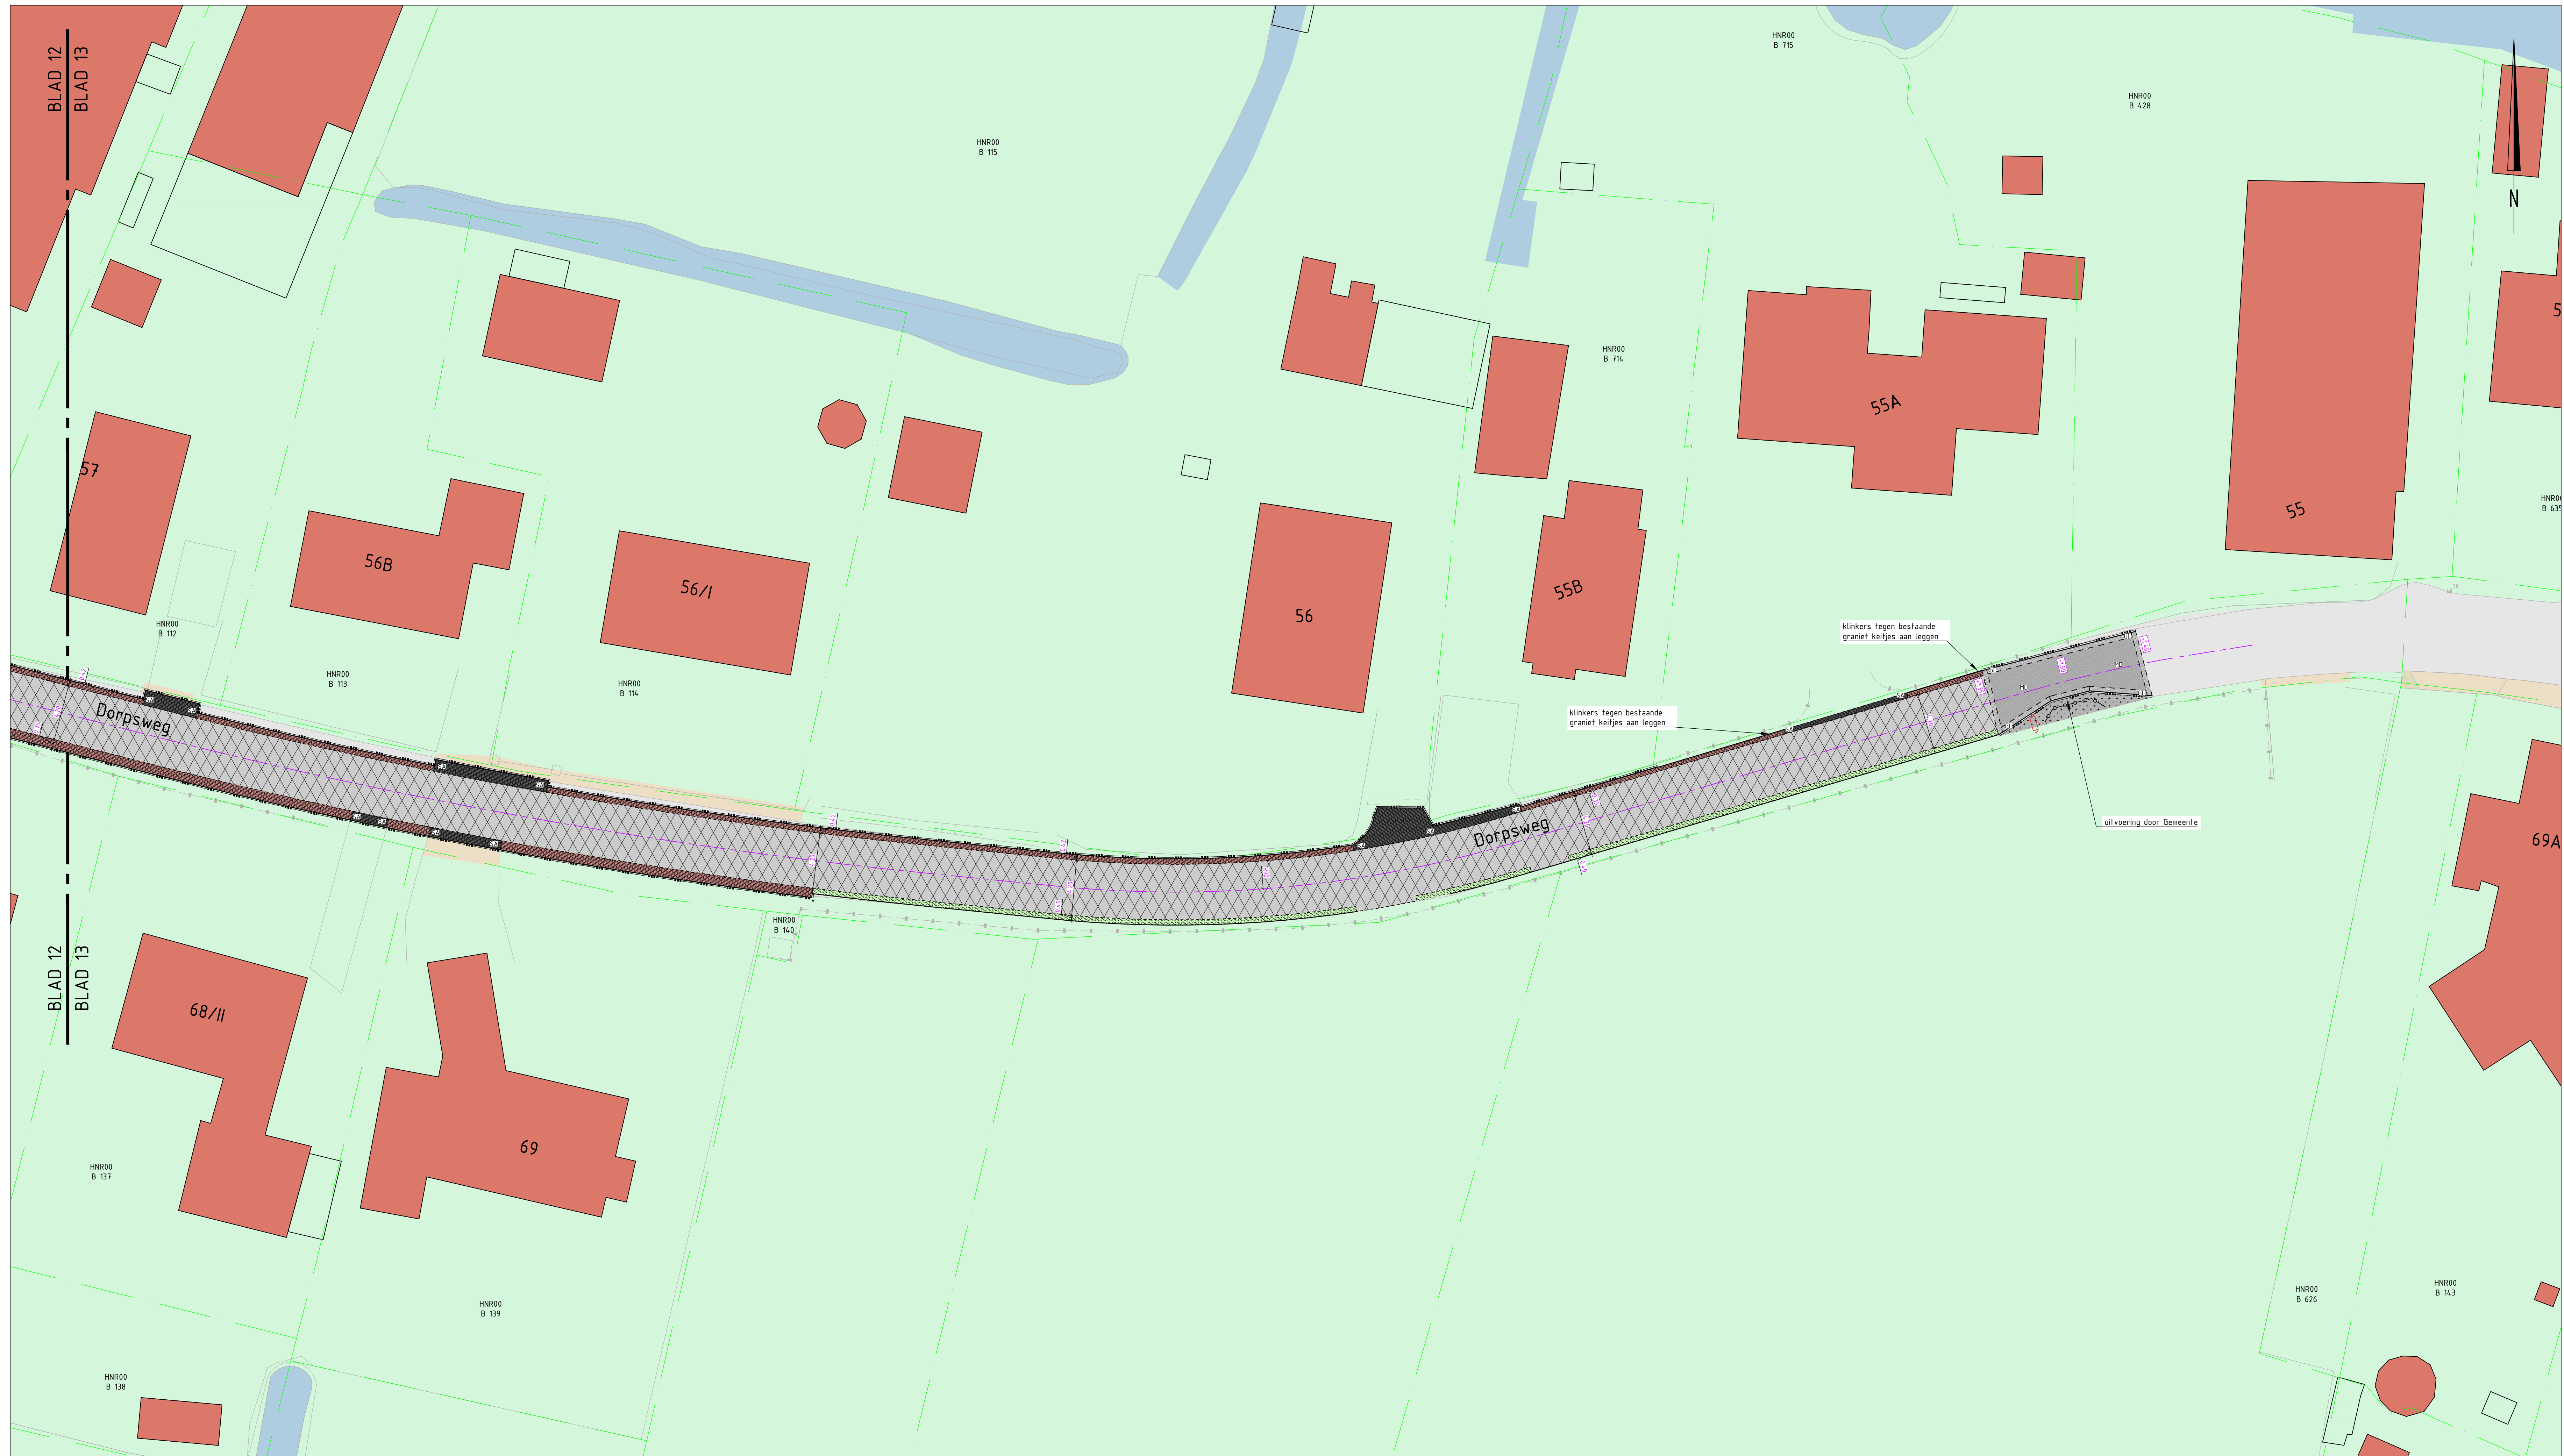 BLAD 12
BLAD 13
HNR00
B 715
HNR00
B 428
HNR00
B 115
N
HNR00
B 714
55A
57
56B
56/I
56
55B
55
HNR00
B 635
HNR00
B 112
HNR00
B 113
HNR00
B 114
klinkers tegen bestaande
graniet keitjes aan leggen
klinkers tegen bestaande
graniet keitjes aan leggen
Dorpsweg
Dorpsweg
uitvoering door Gemeente
69A
HNR00
B 140
BLAD 12
BLAD 13
68/II
69
HNR00
B 137
HNR00
B 139
HNR00
B 626
HNR00
B 143
HNR00
B 138